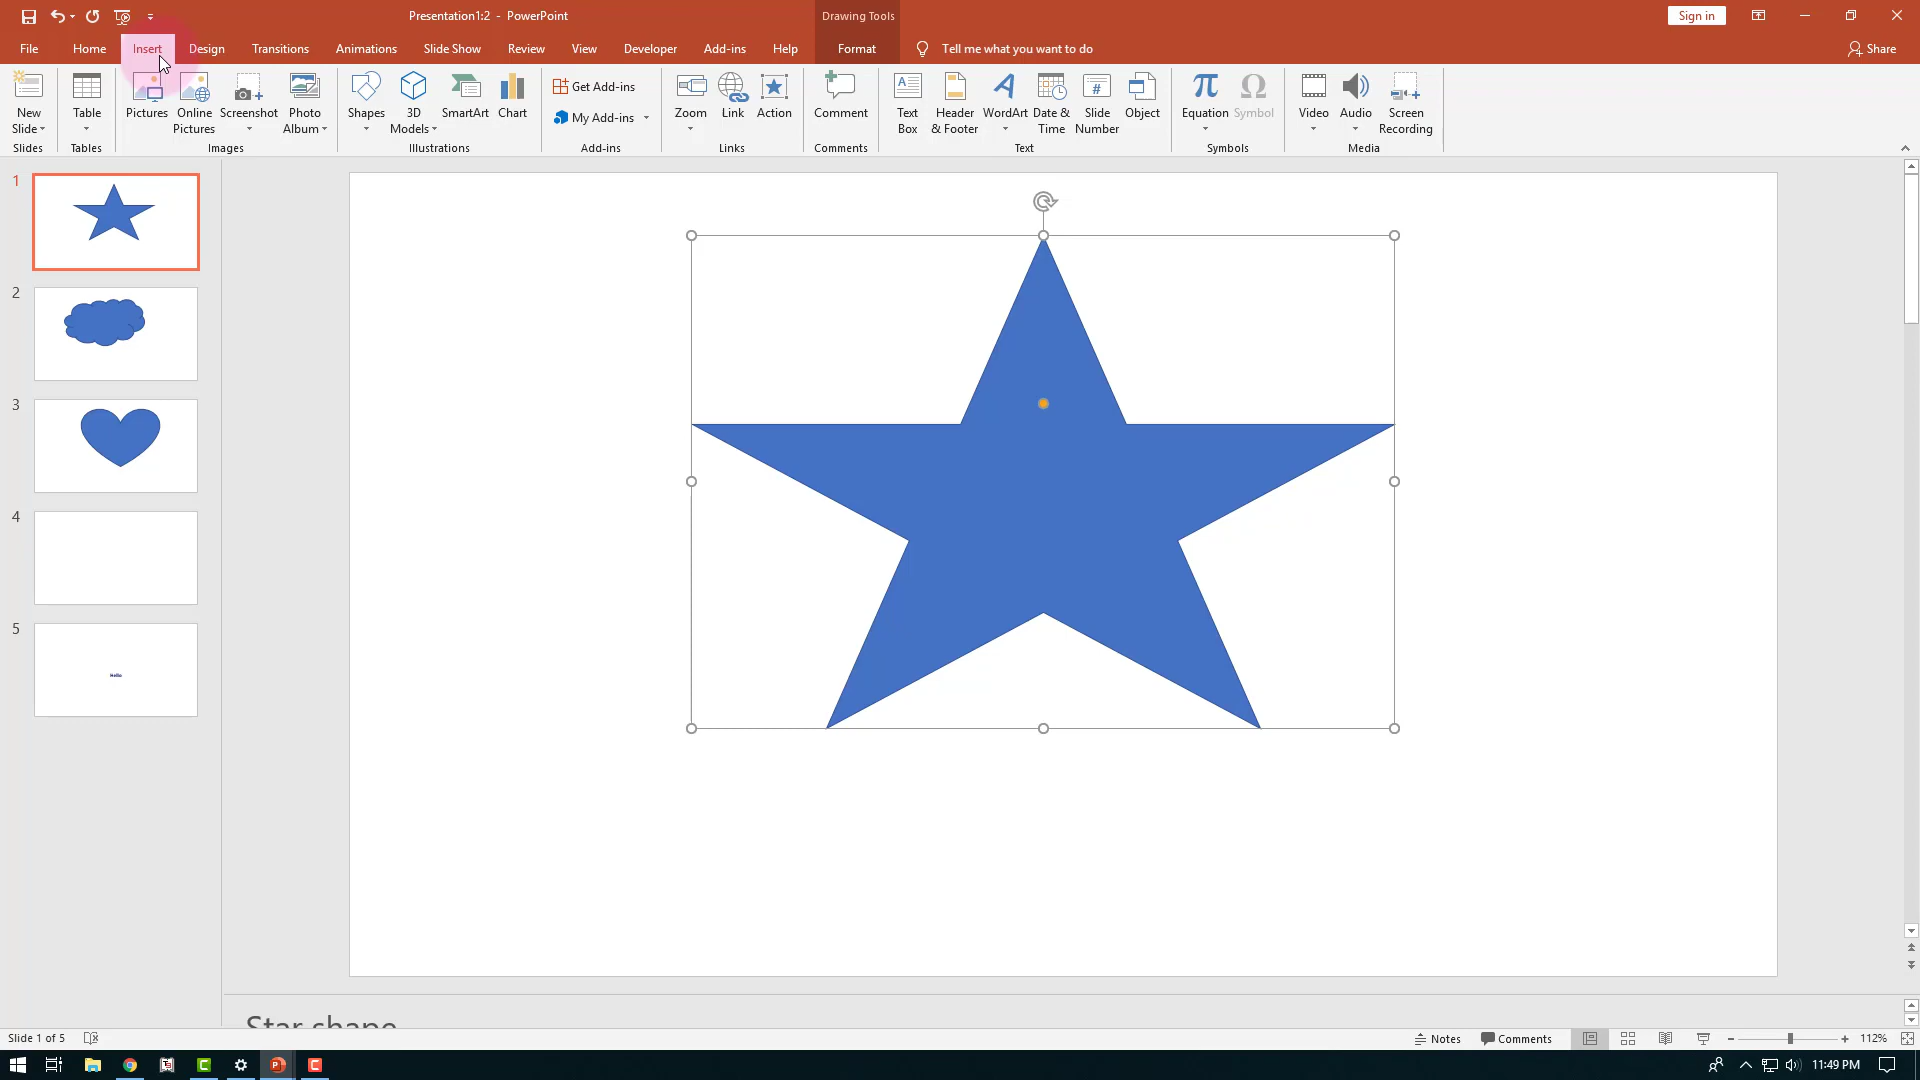 Presentation1:2 - PowerPoint
Drawing Tools
Sign in
File
Home
Insert
Design
Transitions
Animations
Slide Show
Review
View
Developer
Add-ins
Help
Format
Tell me what you want to do
Share
New
Slide
Table
Pictures
Online
Pictures
Screenshot
Photo
Album
Shapes
3D
Models
SmartArt
Chart
Get Add-ins
My Add-ins
Zoom
Link
Action
Comment
Text
Box
Header
& Footer
WordArt
Date &
Time
Slide
Number
Object
Equation
Symbol
Video
Audio
Screen
Recording
Slides
Tables
Images
Illustrations
Add-ins
Links
Comments
Text
Symbols
Media
1
2
3
4
5
Hello
Star shape
Slide 1 of 5
Notes
Comments
112%
11:49 PM